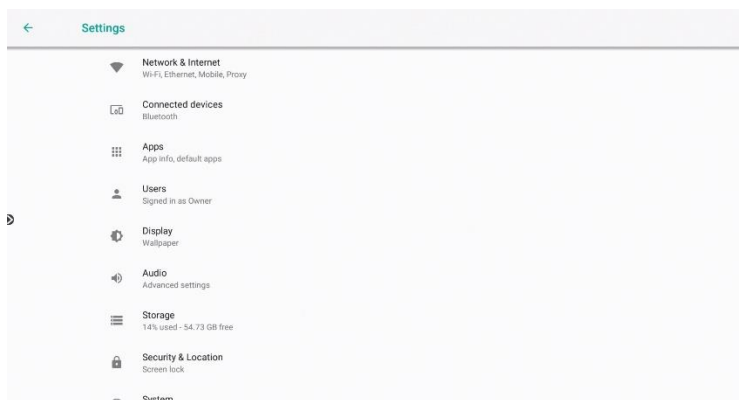 Settings
Network & Internet
Wi-Fi, Ethernet, Mobile, Proxy
Connected devices
Bluetooth
Apps
App info, default apps
Users
Signed in as Owner
Display
Wallpaper
Audio
Advanced settings
Storage
14% used - 54.73 GB free
Security & Location
Screen lock
System